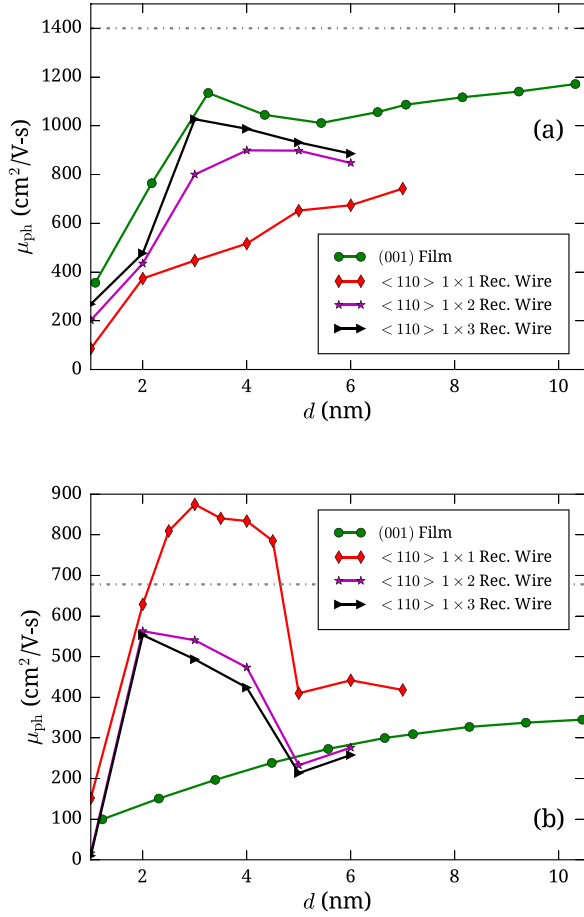 1400
1200
1000
800
600
400
200
0
μph (cm²/V-s)
(a)
(001) Film
<110> 1 × 1 Rec. Wire
<110> 1 × 2 Rec. Wire
<110> 1 × 3 Rec. Wire
2 4 6 8 10
d (nm)
900
800
700
600
500
400
300
200
100
0
μph (cm²/V-s)
(001) Film
<110> 1 × 1 Rec. Wire
<110> 1 × 2 Rec. Wire
<110> 1 × 3 Rec. Wire
(b)
2 4 6 8 10
d (nm)